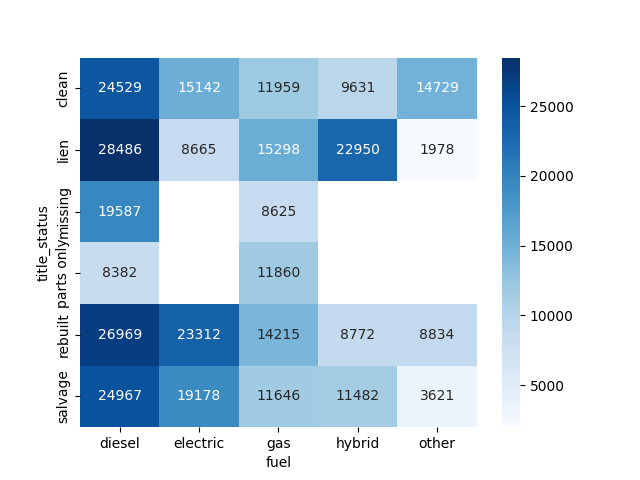 clean 24529 15142 11959 9631 14729
lien 28486 8665 15298 22950 1978
missing 19587 8625
parts only 8382 11860
rebuilt 26969 23312 14215 8772 8834
salvage 24967 19178 11646 11482 3621
title_status
diesel electric gas hybrid other
fuel
25000
20000
15000
10000
5000